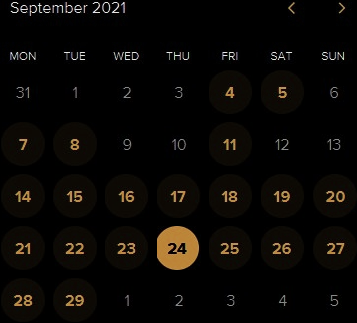 September 2021
MON TUE WED THU FRI SAT SUN
31 1 2 3 4 5 6
7 8 9 10 11 12 13
14 15 16 17 18 19 20
21 22 23 24 25 26 27
28 29 1 2 3 4 5